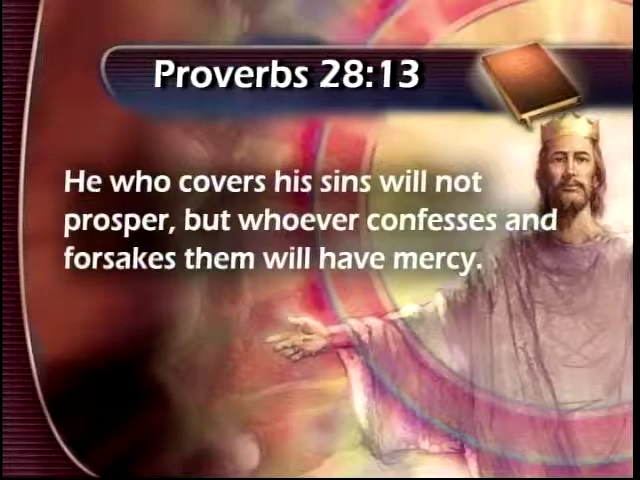 Proverbs 28:13
He who covers his sins will not
prosper, but whoever confesses and
forsakes them will have mercy.